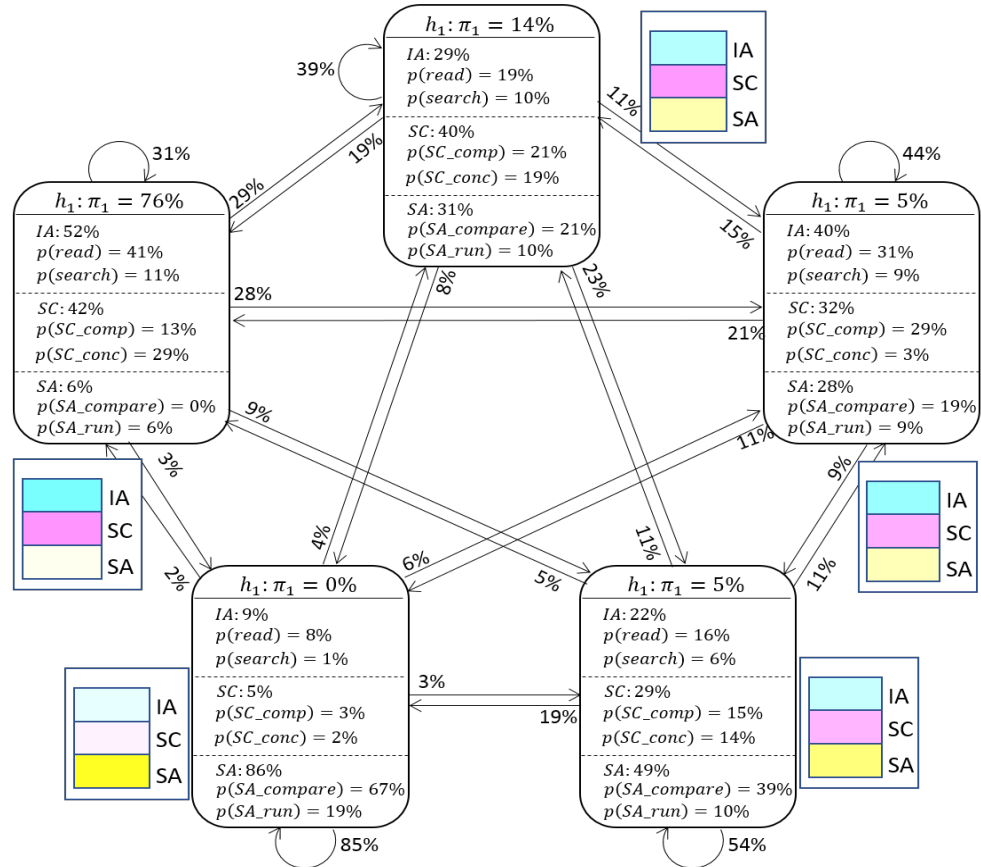 h₁: π₁ = 14%
IA: 29%
p(read) = 19%
p(search) = 10%
SC: 40%
p(SC_comp) = 21%
p(SC_conc) = 19%
SA: 31%
p(SA_compare) = 21%
p(SA_run) = 10%
39%
IA
SC
SA
11%
15%
29%
19%
31%
h₁: π₁ = 76%
IA: 52%
p(read) = 41%
p(search) = 11%
SC: 42%
p(SC_comp) = 13%
p(SC_conc) = 29%
SA: 6%
p(SA_compare) = 0%
p(SA_run) = 6%
44%
h₁: π₁ = 5%
IA: 40%
p(read) = 31%
p(search) = 9%
SC: 32%
p(SC_comp) = 29%
p(SC_conc) = 3%
SA: 28%
p(SA_compare) = 19%
p(SA_run) = 9%
8%
23%
28%
21%
9%
11%
3%
9%
IA
SC
SA
IA
SC
SA
2%
4%
6%
5%
11%
11%
h₁: π₁ = 0%
IA: 9%
p(read) = 8%
p(search) = 1%
SC: 5%
p(SC_comp) = 3%
p(SC_conc) = 2%
SA: 86%
p(SA_compare) = 67%
p(SA_run) = 19%
85%
IA
SC
SA
3%
19%
h₁: π₁ = 5%
IA: 22%
p(read) = 16%
p(search) = 6%
SC: 29%
p(SC_comp) = 15%
p(SC_conc) = 14%
SA: 49%
p(SA_compare) = 39%
p(SA_run) = 10%
54%
IA
SC
SA